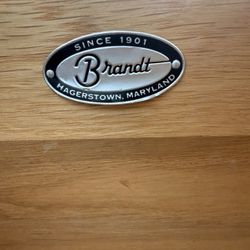 SINCE 1901
Brandt
HAGERSTOWN, MARYLAND